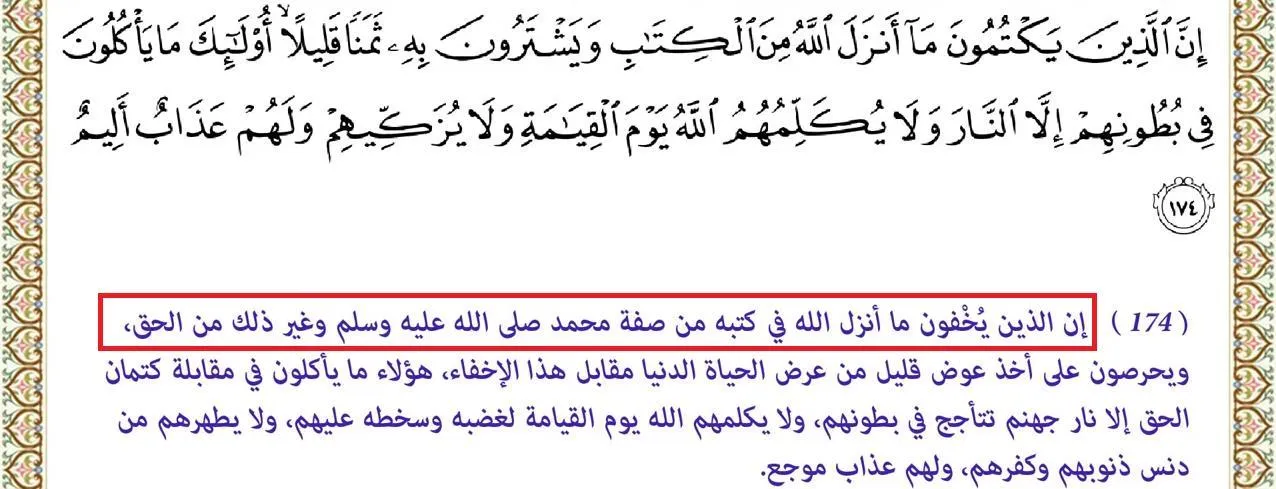 إِنَّ ٱلَّذِينَ يَكْتُمُونَ مَآ أَنزَلَ ٱللَّهُ مِنَ ٱلْكِتَٰبِ وَيَشْتَرُونَ بِهِۦ ثَمَنًا قَلِيلًا ۙ أُو۟لَٰٓئِكَ مَا يَأْكُلُونَ
فِى بُطُونِهِمْ إِلَّا ٱلنَّارَ وَلَا يُكَلِّمُهُمُ ٱللَّهُ يَوْمَ ٱلْقِيَٰمَةِ وَلَا يُزَكِّيهِمْ وَلَهُمْ عَذَابٌ أَلِيمٌ
١٧٤
(174) إن الذين يُخْفون ما أنزل الله في كتبه من صفة محمد صلى الله عليه وسلم وغير ذلك من الحق،
ويحرصون على أخذ عوض قليل من عرض الحياة الدنيا مقابل هذا الإخفاء، هؤلاء ما يأكلون في مقابلة كتمان
الحق إلا نار جهنم تتأجج في بطونهم، ولا يكلمهم الله يوم القيامة لغضبه وسخطه عليهم، ولا يطهرهم من
دنس ذنوبهم وكفرهم، ولهم عذاب موجع.